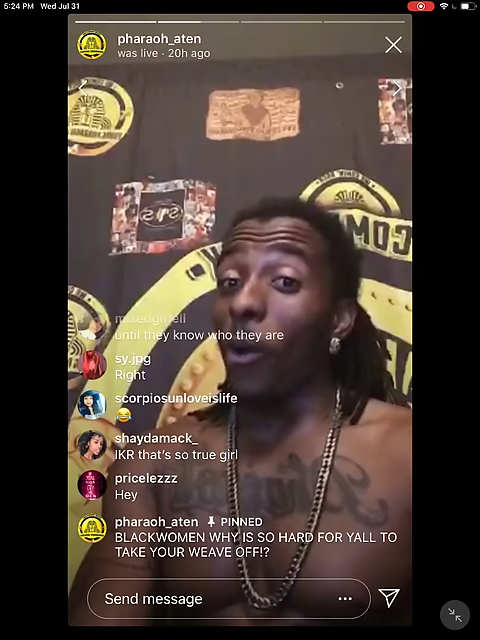 5:24 PM Wed Jul 31
pharaoh_aten
was live · 20h ago
mixedgirlell
until they know who they are
sy.jpg
Right
scorpiosunloveislife
😂
shaydamack_
IKR that's so true girl
pricelezzz
Hey
pharaoh_aten PINNED
BLACKWOMEN WHY IS SO HARD FOR YALL TO
TAKE YOUR WEAVE OFF!?
Send message